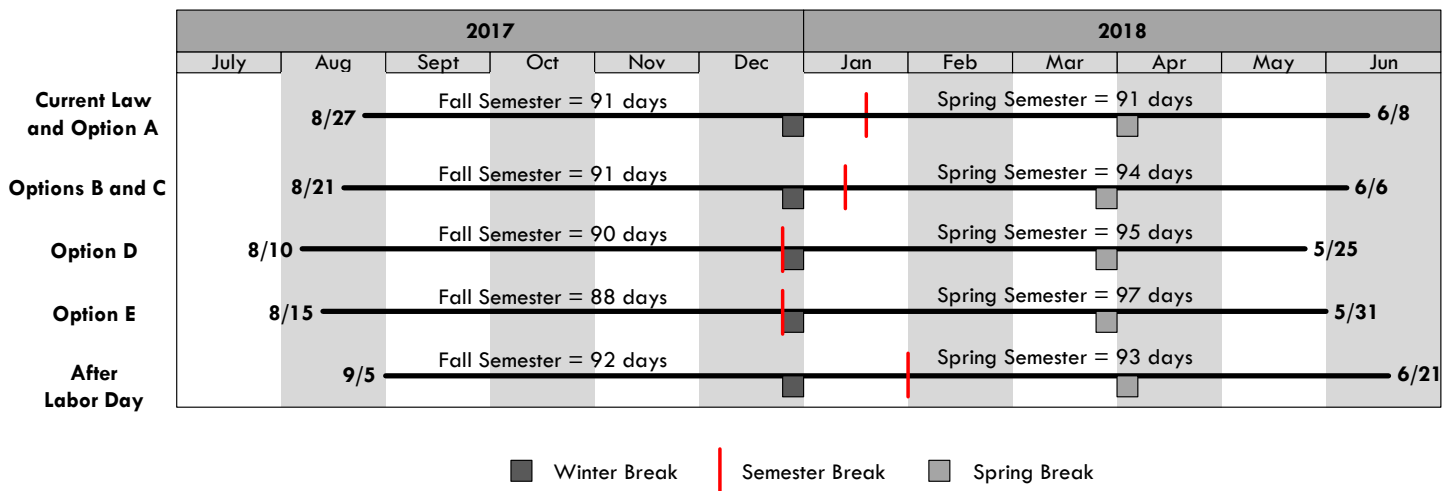 2017 2018
July Aug Sept Oct Nov Dec Jan Feb Mar Apr May Jun
Current Law
and Option A
8/27 Fall Semester = 91 days Spring Semester = 91 days 6/8
Options B and C 8/21 Fall Semester = 91 days Spring Semester = 94 days 6/6
Option D 8/10 Fall Semester = 90 days Spring Semester = 95 days 5/25
Option E 8/15 Fall Semester = 88 days Spring Semester = 97 days 5/31
After
Labor Day
9/5 Fall Semester = 92 days Spring Semester = 93 days 6/21
Winter Break Semester Break Spring Break